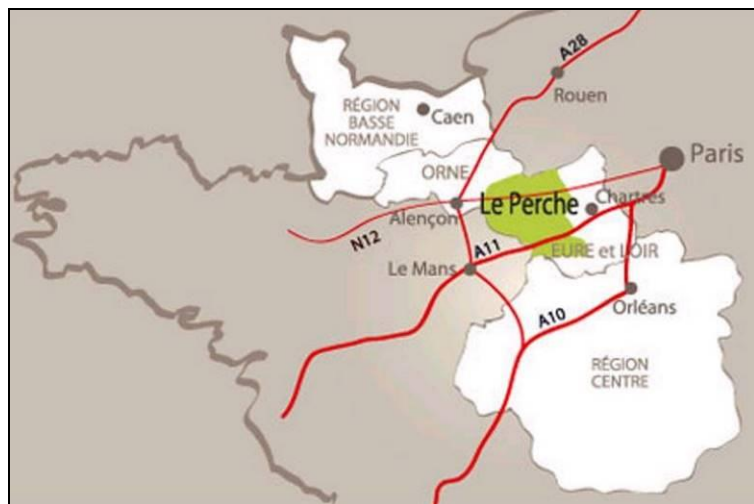 A28
Rouen
RÉGION
BASSE
NORMANDIE
Caen
Paris
ORNE
Le Perche
Chartres
Alençon
N12
A11
EURE et LOIR
Le Mans
A10
Orléans
RÉGION
CENTRE